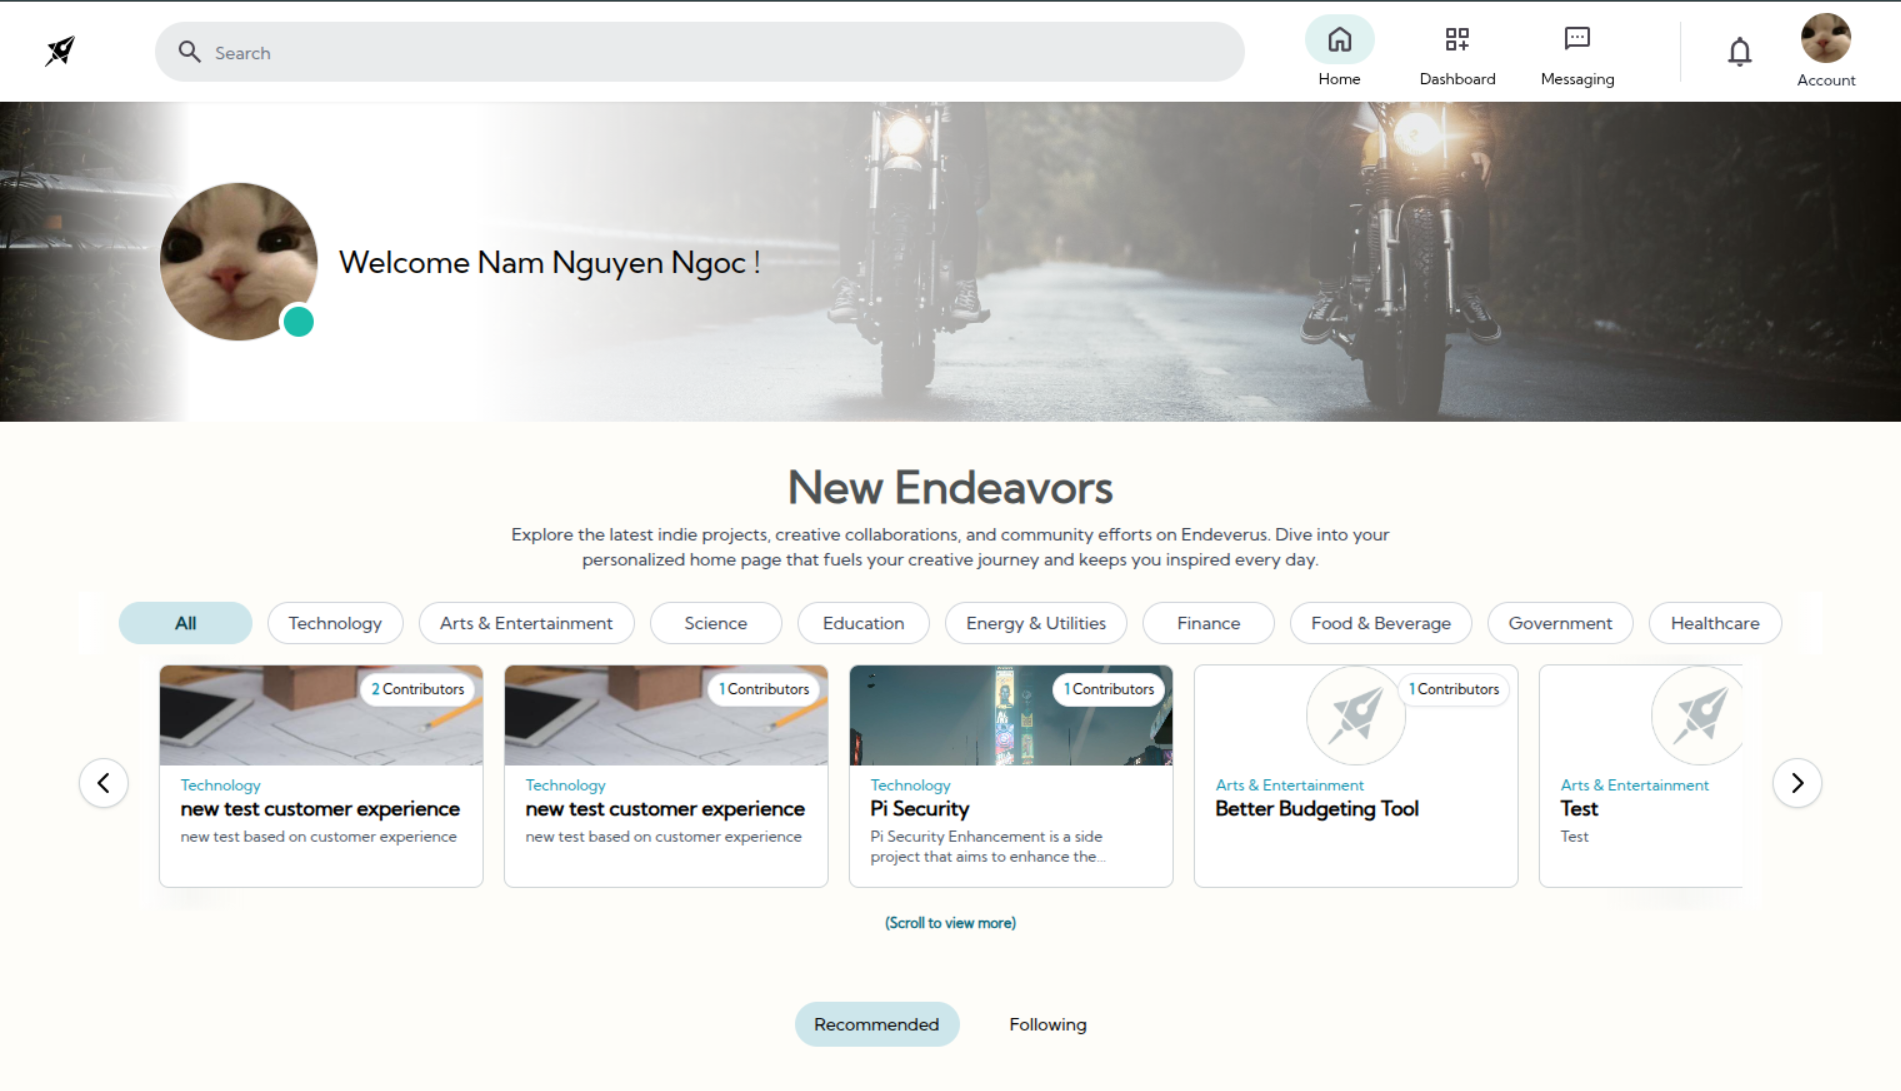 Search
Home
Dashboard
Messaging
Account
Welcome Nam Nguyen Ngoc !
New Endeavors
Explore the latest indie projects, creative collaborations, and community efforts on Endeverus. Dive into your
personalized home page that fuels your creative journey and keeps you inspired every day.
All
Technology
Arts & Entertainment
Science
Education
Energy & Utilities
Finance
Food & Beverage
Government
Healthcare
2 Contributors
Technology
new test customer experience
new test based on customer experience
1 Contributors
Technology
new test customer experience
new test based on customer experience
1 Contributors
Technology
Pi Security
Pi Security Enhancement is a side
project that aims to enhance the...
1 Contributors
Arts & Entertainment
Better Budgeting Tool
Arts & Entertainment
Test
Test
(Scroll to view more)
Recommended
Following